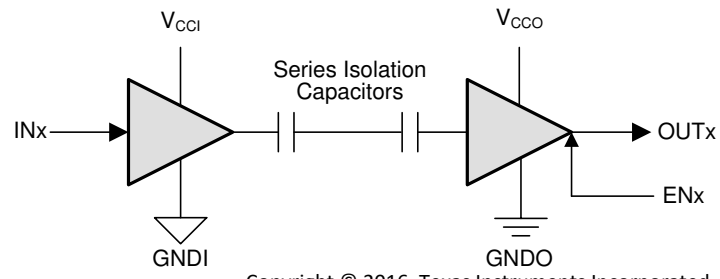 V_CCI
V_CCO
Series Isolation
Capacitors
INx
OUTx
ENx
GNDI
GNDO
Copyright © 2016, Texas Instruments Incorporated